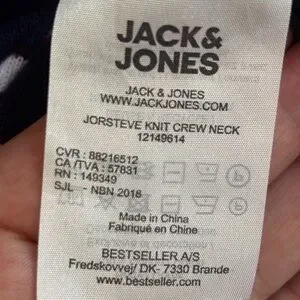 JACK&
JONES
JACK & JONES
WWW.JACKJONES.COM
JORSTEVE KNIT CREW NECK
12149614
CVR : 88216512
CA /TVA : 57831
RN : 149349
SJL - NBN 2018
Made in China
Fabriqué en Chine
BESTSELLER A/S
Fredskovvej/ DK- 7330 Brande
www.bestseller.com